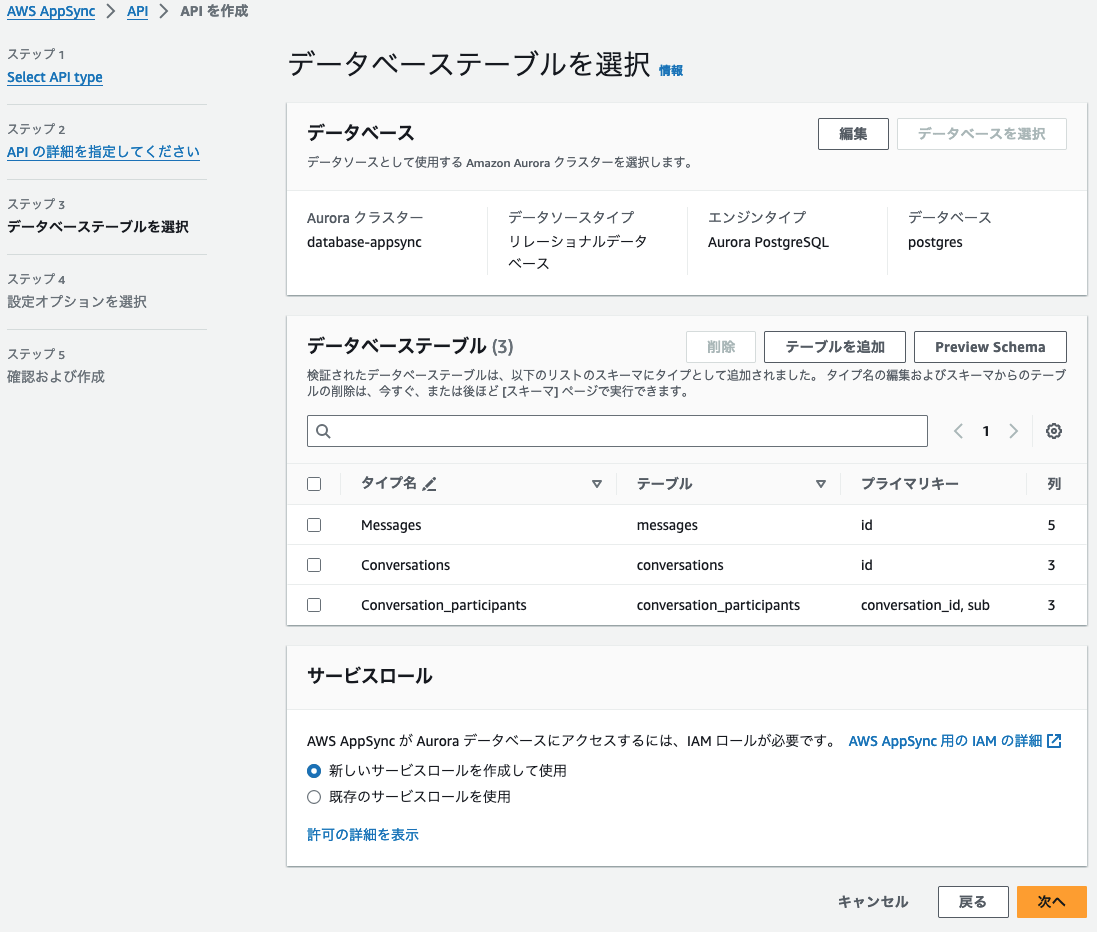 AWS AppSync > API > API を作成
ステップ 1
Select API type
ステップ 2
API の詳細を指定してください
ステップ 3
データベーステーブルを選択
ステップ 4
設定オプションを選択
ステップ 5
確認および作成
データベーステーブルを選択 情報
データベース
編集
データベースを選択
データソースとして使用する Amazon Aurora クラスターを選択します。
Aurora クラスター
database-appsync
データソースタイプ
リレーショナルデータ
ベース
エンジンタイプ
Aurora PostgreSQL
データベース
postgres
データベーステーブル (3)
削除
テーブルを追加
Preview Schema
検証されたデータベーステーブルは、以下のリストのスキーマにタイプとして追加されました。 タイプ名の編集およびスキーマからのテーブ
ルの削除は、今すぐ、または後ほど [スキーマ] ページで実行できます。
1
タイプ名 テーブル プライマリキー 列
Messages messages id 5
Conversations conversations id 3
Conversation_participants conversation_participants conversation_id, sub 3
サービスロール
AWS AppSync が Aurora データベースにアクセスするには、IAM ロールが必要です。 AWS AppSync 用の IAM の詳細
新しいサービスロールを作成して使用
既存のサービスロールを使用
許可の詳細を表示
キャンセル
戻る
次へ